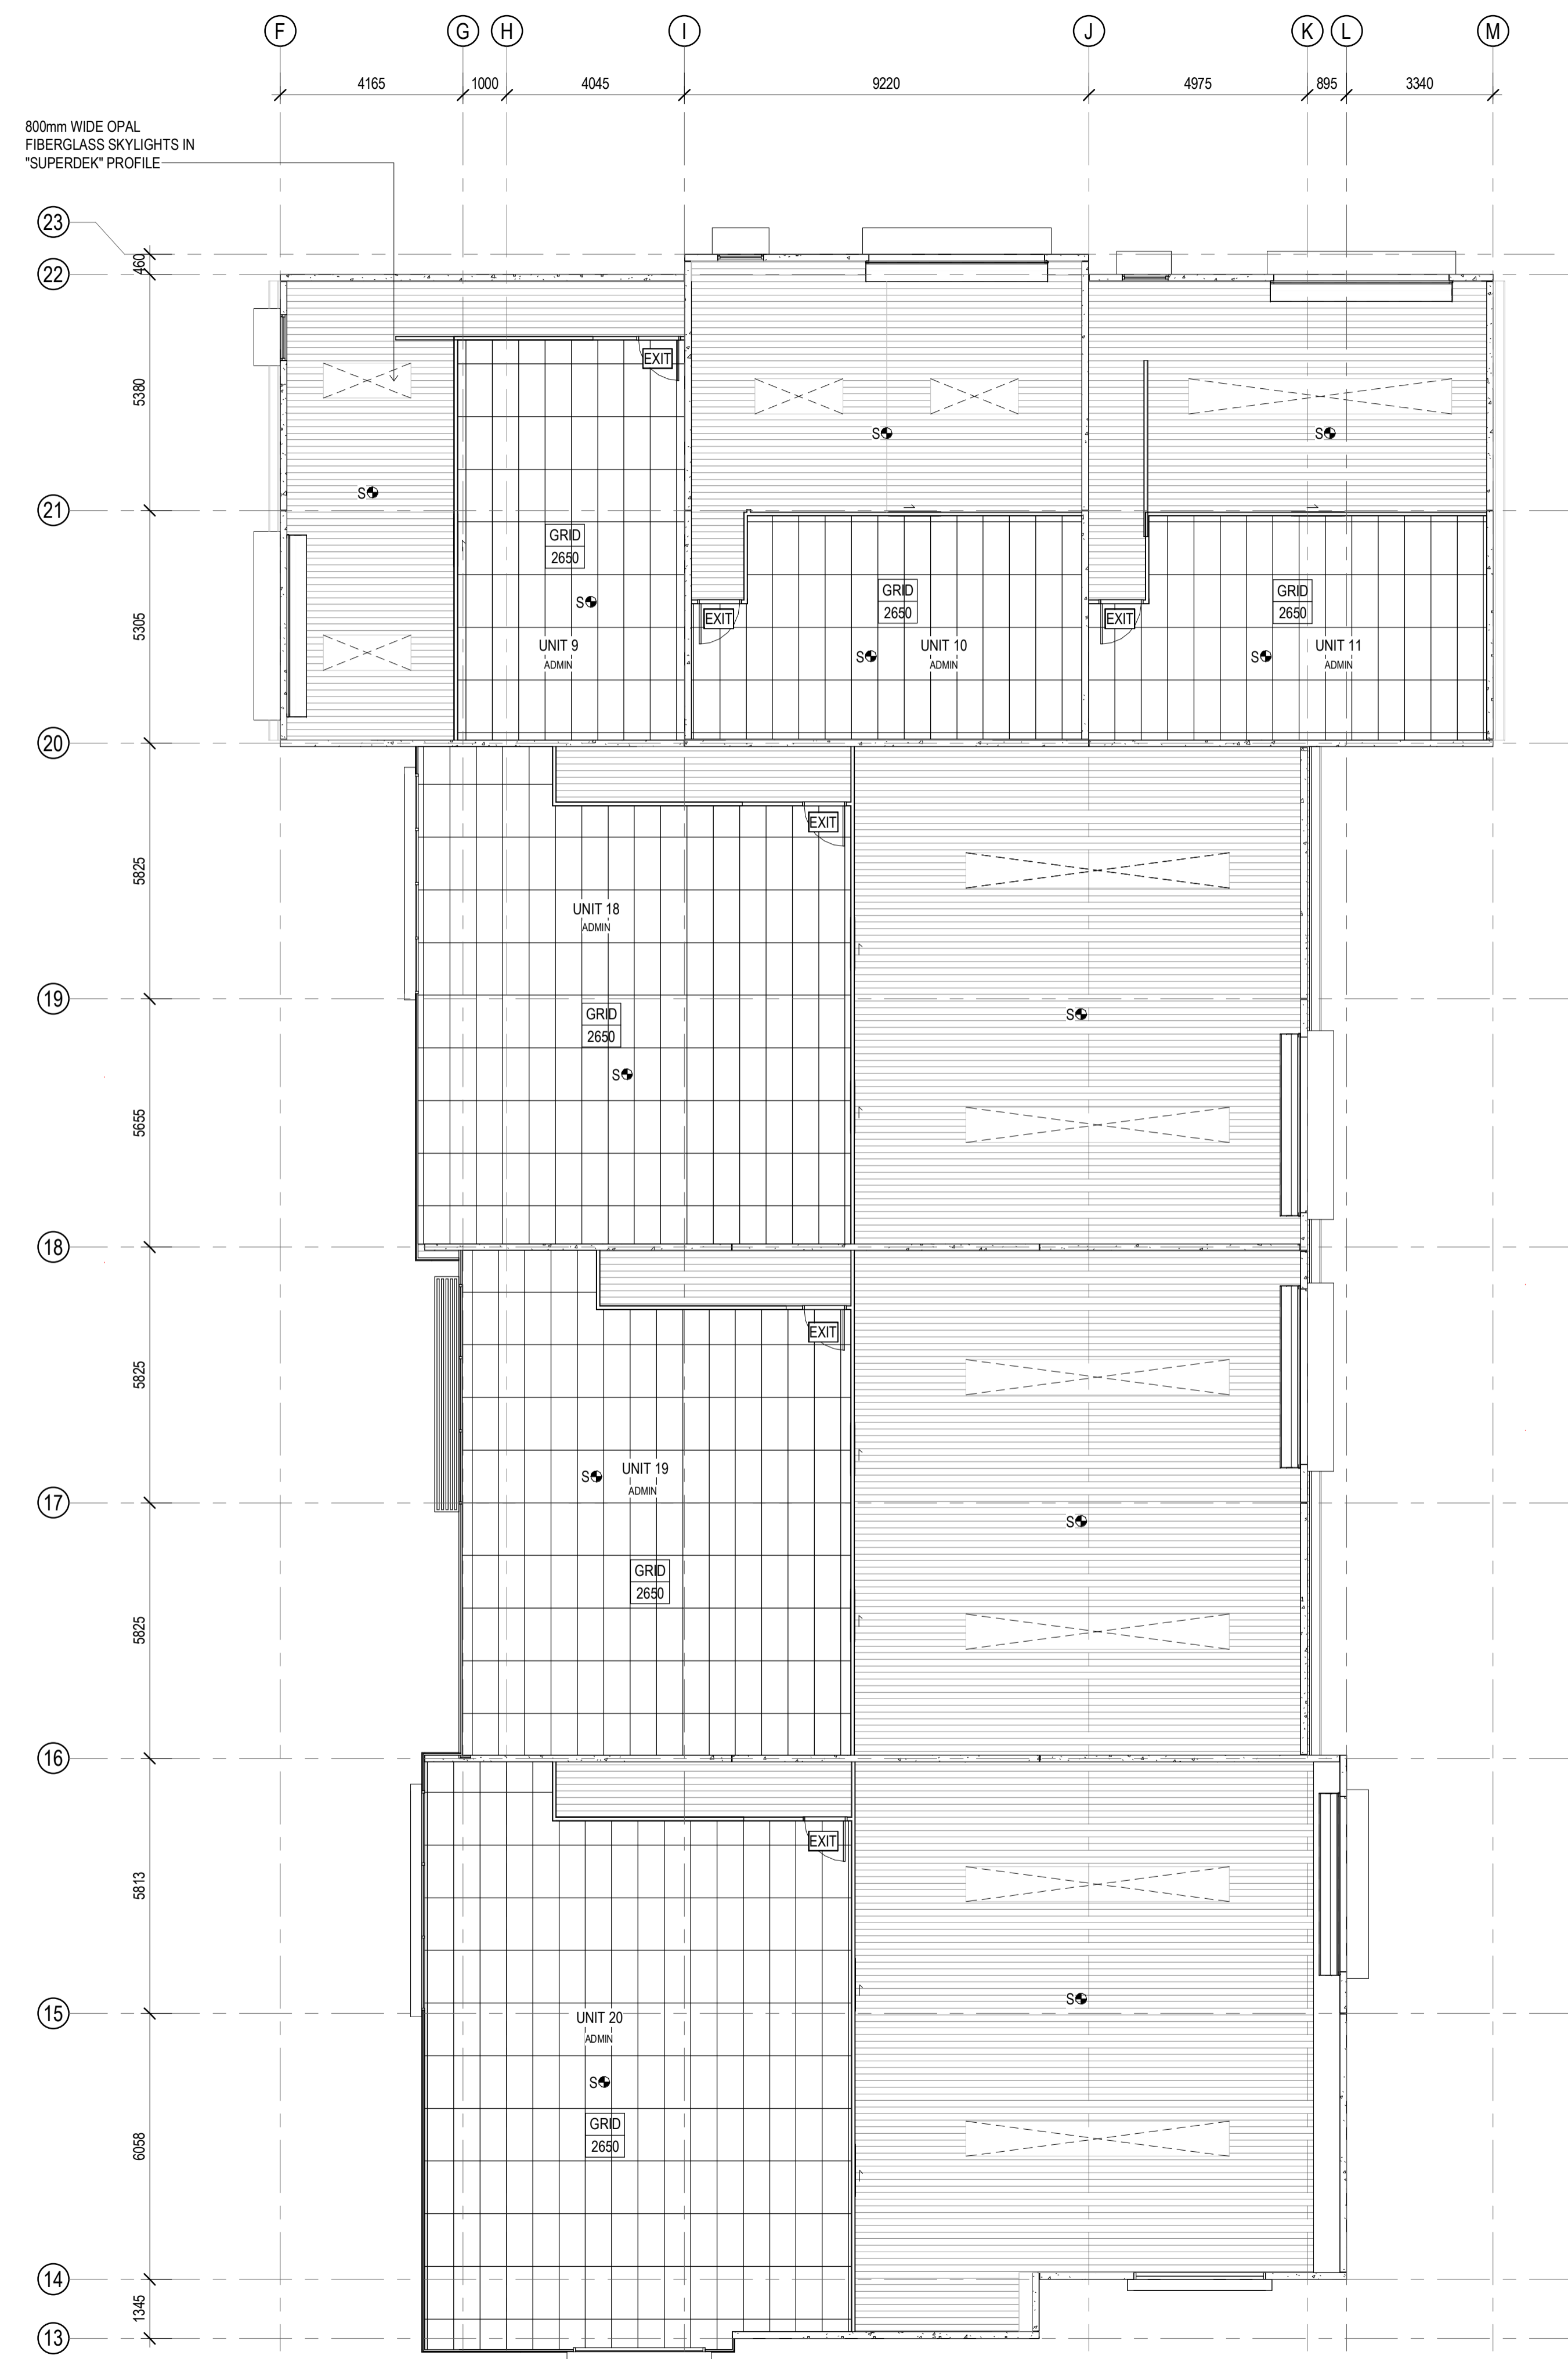 F G H I J K L M
4165 1000 4045 9220 4975 895 3340
800mm WIDE OPAL
FIBERGLASS SKYLIGHTS IN
"SUPERDEK" PROFILE
23
460
22
EXIT
5380
S S
S
21
GRID
2650
GRID
2650
GRID
2650
S
EXIT
EXIT
5305
UNIT 9
ADMIN
UNIT 10
ADMIN
UNIT 11
ADMIN
S S
20
EXIT
5825
UNIT 18
ADMIN
19
GRID
2650
S
S
5655
18
EXIT
5825
UNIT 19
ADMIN
S
17
S
GRID
2650
5825
16
EXIT
5813
S
15
UNIT 20
ADMIN
S
GRID
2650
6058
14
1345
13